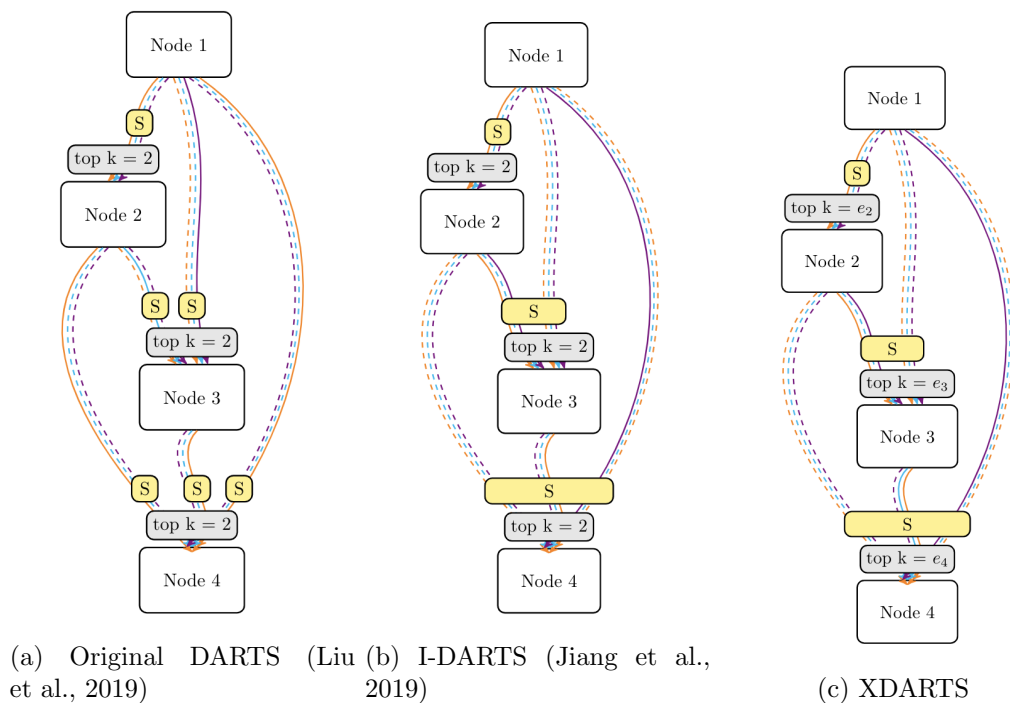 Node 1
S
top k = 2
Node 2
S S
top k = 2
Node 3
S S S
top k = 2
Node 4
(a) Original DARTS (Liu
et al., 2019)
Node 1
S
top k = 2
Node 2
S
top k = 2
Node 3
S
top k = 2
Node 4
(b) I-DARTS (Jiang et al.,
2019)
Node 1
S
top k = e₂
Node 2
S
top k = e₃
Node 3
S
top k = e₄
Node 4
(c) XDARTS